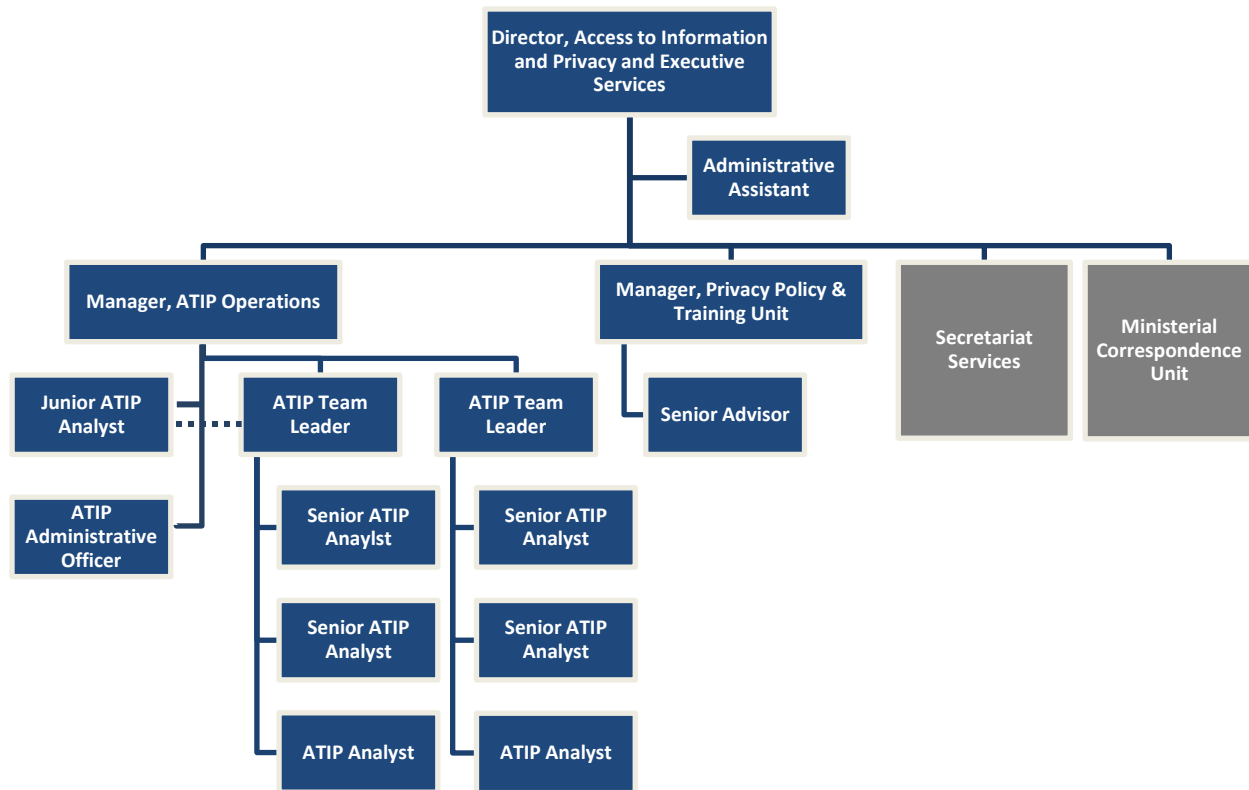 Director, Access to Information
and Privacy and Executive
Services
Administrative
Assistant
Manager, ATIP Operations
Manager, Privacy Policy &
Training Unit
Secretariat
Services
Ministerial
Correspondence
Unit
Junior ATIP
Analyst
ATIP Team
Leader
ATIP Team
Leader
Senior Advisor
ATIP
Administrative
Officer
Senior ATIP
Anaylst
Senior ATIP
Analyst
Senior ATIP
Analyst
Senior ATIP
Analyst
ATIP Analyst
ATIP Analyst